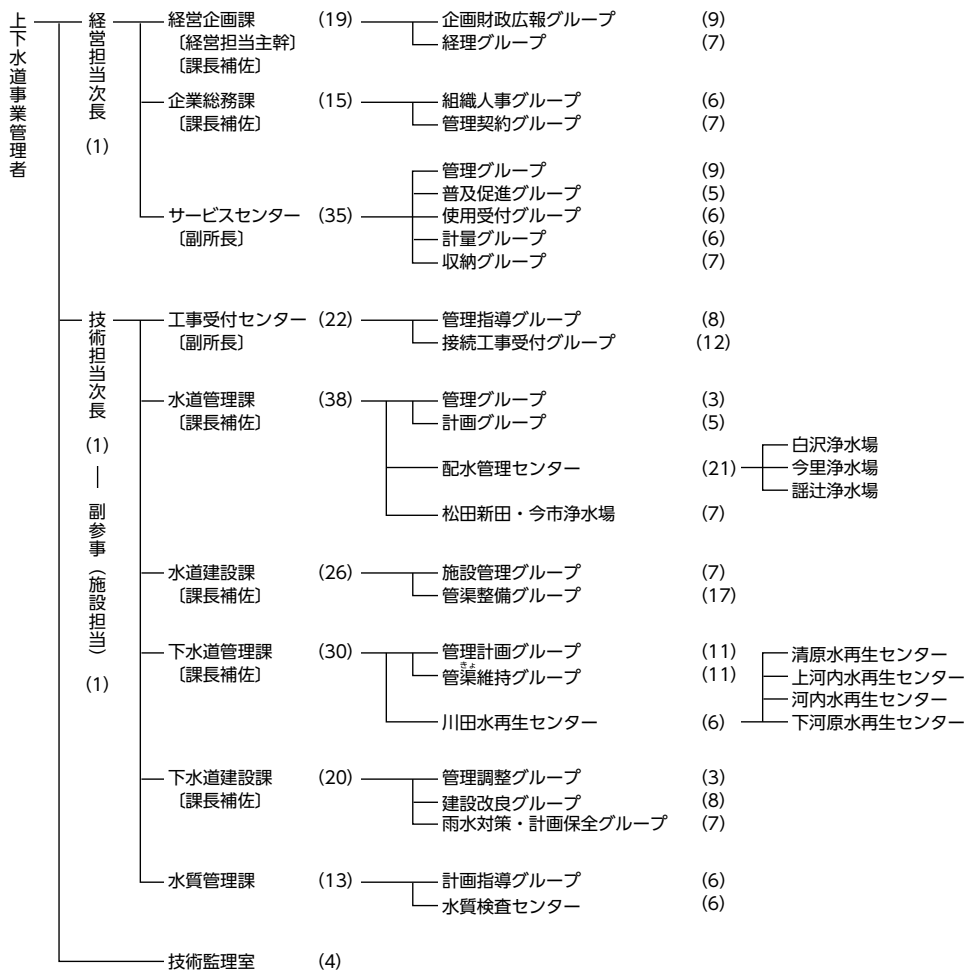 上下水道事業管理者
経営担当次長 (1)
経営企画課 (19) 企画財政広報グループ (9)
〔経営担当主幹〕 経理グループ (7)
〔課長補佐〕
企業総務課 (15) 組織人事グループ (6)
〔課長補佐〕 管理契約グループ (7)
管理グループ (9)
普及促進グループ (5)
サービスセンター (35) 使用受付グループ (6)
〔副所長〕 計量グループ (6)
収納グループ (7)
技術担当次長 (1) 副参事（施設担当） (1)
工事受付センター (22) 管理指導グループ (8)
〔副所長〕 接続工事受付グループ (12)
水道管理課 (38) 管理グループ (3)
〔課長補佐〕 計画グループ (5)
白沢浄水場
配水管理センター (21) 今里浄水場
謡辻浄水場
松田新田・今市浄水場 (7)
水道建設課 (26) 施設管理グループ (7)
〔課長補佐〕 管渠整備グループ (17)
下水道管理課 (30) 管理計画グループ (11) 清原水再生センター
きょ
〔課長補佐〕 管渠維持グループ (11) 上河内水再生センター
河内水再生センター
川田水再生センター (6) 下河原水再生センター
下水道建設課 (20) 管理調整グループ (3)
〔課長補佐〕 建設改良グループ (8)
雨水対策・計画保全グループ (7)
水質管理課 (13) 計画指導グループ (6)
水質検査センター (6)
技術監理室 (4)